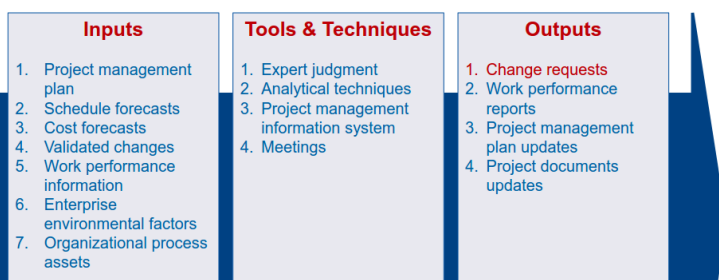 Inputs
1. Project management
plan
2. Schedule forecasts
3. Cost forecasts
4. Validated changes
5. Work performance
information
6. Enterprise
environmental factors
7. Organizational process
assets
Tools & Techniques
1. Expert judgment
2. Analytical techniques
3. Project management
information system
4. Meetings
Outputs
1. Change requests
2. Work performance
reports
3. Project management
plan updates
4. Project documents
updates